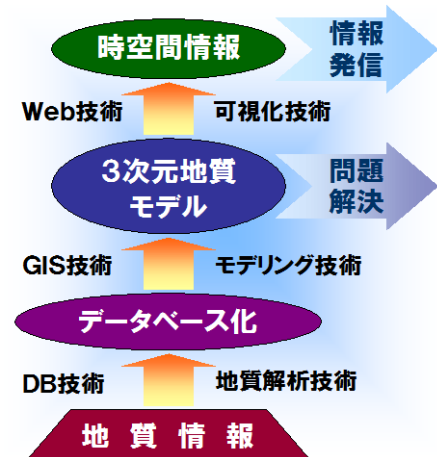 時空間情報
情報
発信
Web技術 可視化技術
3次元地質
モデル
問題
解決
GIS技術 モデリング技術
データベース化
DB技術 地質解析技術
地質情報